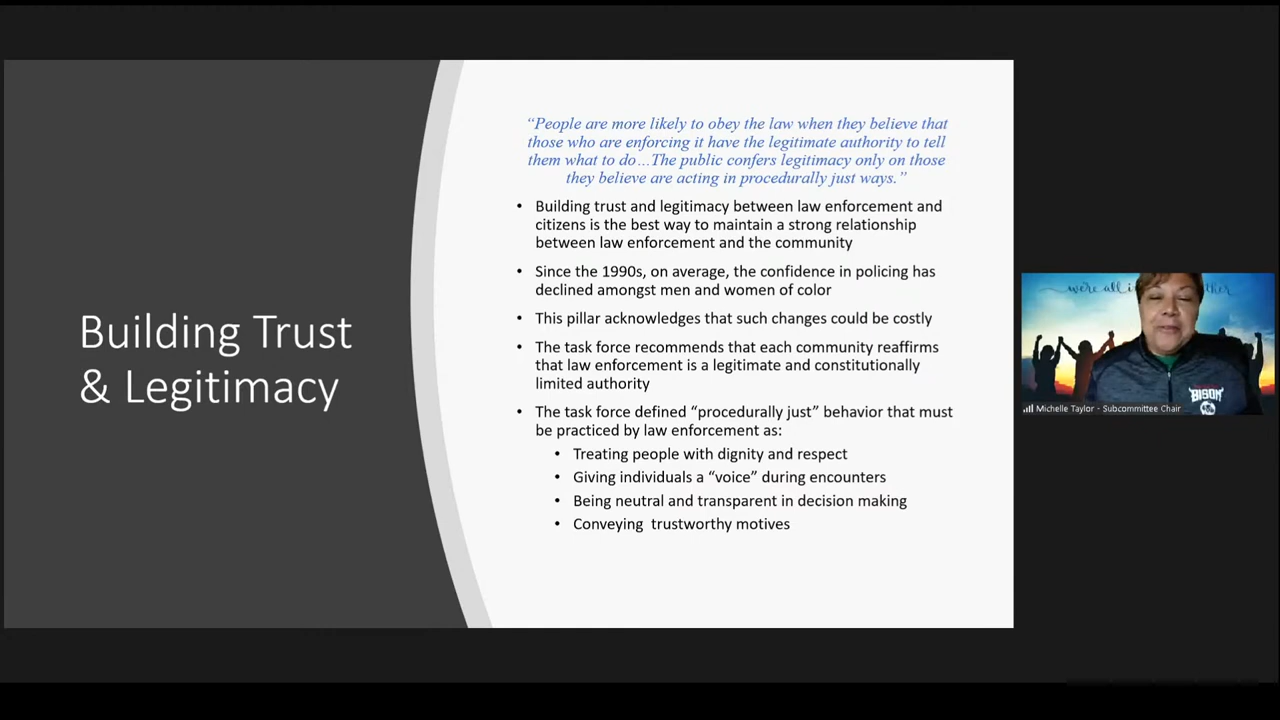 “People are more likely to obey the law when they believe that
those who are enforcing it have the legitimate authority to tell
them what to do…The public confers legitimacy only on those
they believe are acting in procedurally just ways.”
• Building trust and legitimacy between law enforcement and
citizens is the best way to maintain a strong relationship
between law enforcement and the community
• Since the 1990s, on average, the confidence in policing has
declined amongst men and women of color
• This pillar acknowledges that such changes could be costly
• The task force recommends that each community reaffirms
that law enforcement is a legitimate and constitutionally
limited authority
• The task force defined “procedurally just” behavior that must
be practiced by law enforcement as:
• Treating people with dignity and respect
• Giving individuals a “voice” during encounters
• Being neutral and transparent in decision making
• Conveying  trustworthy motives
Building Trust
& Legitimacy
we're all
BISON
Michelle Taylor - Subcommittee Chair